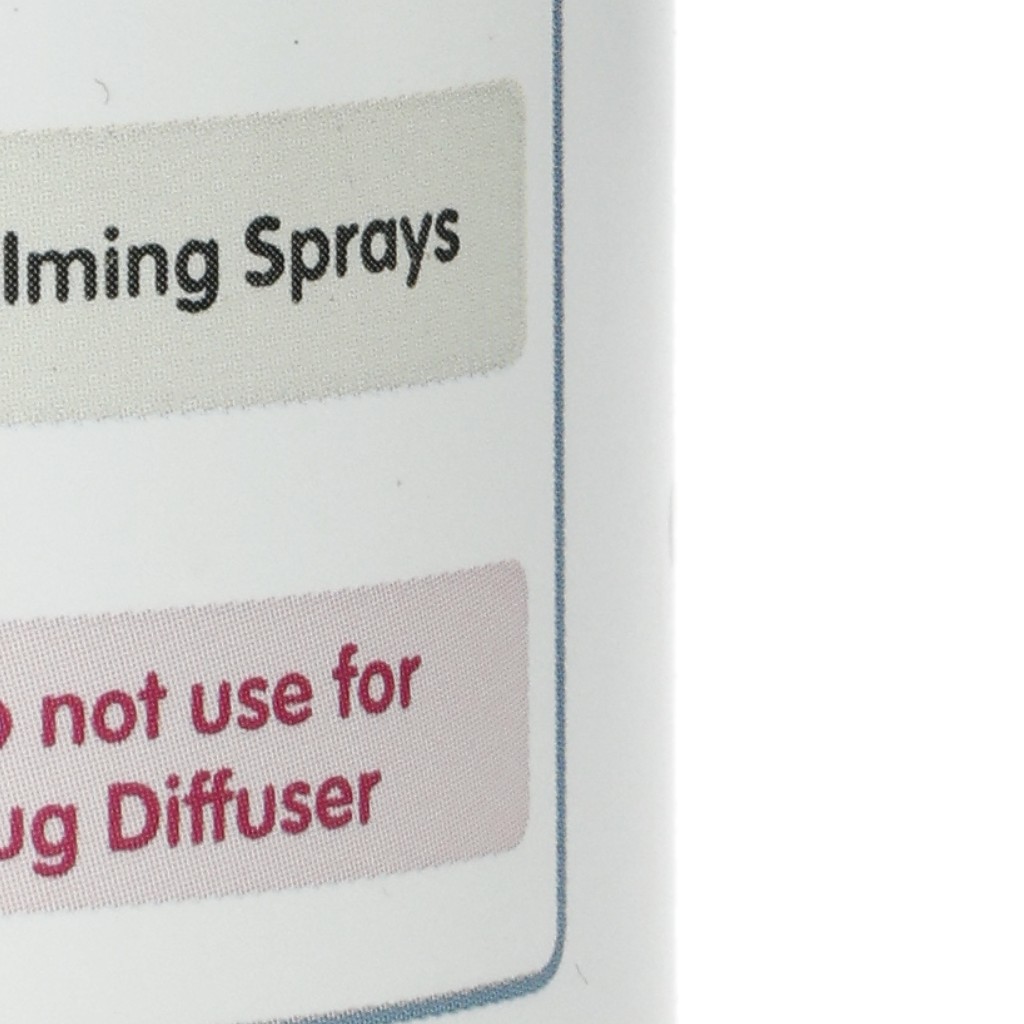 lming Sprays
not use for
ug Diffuser